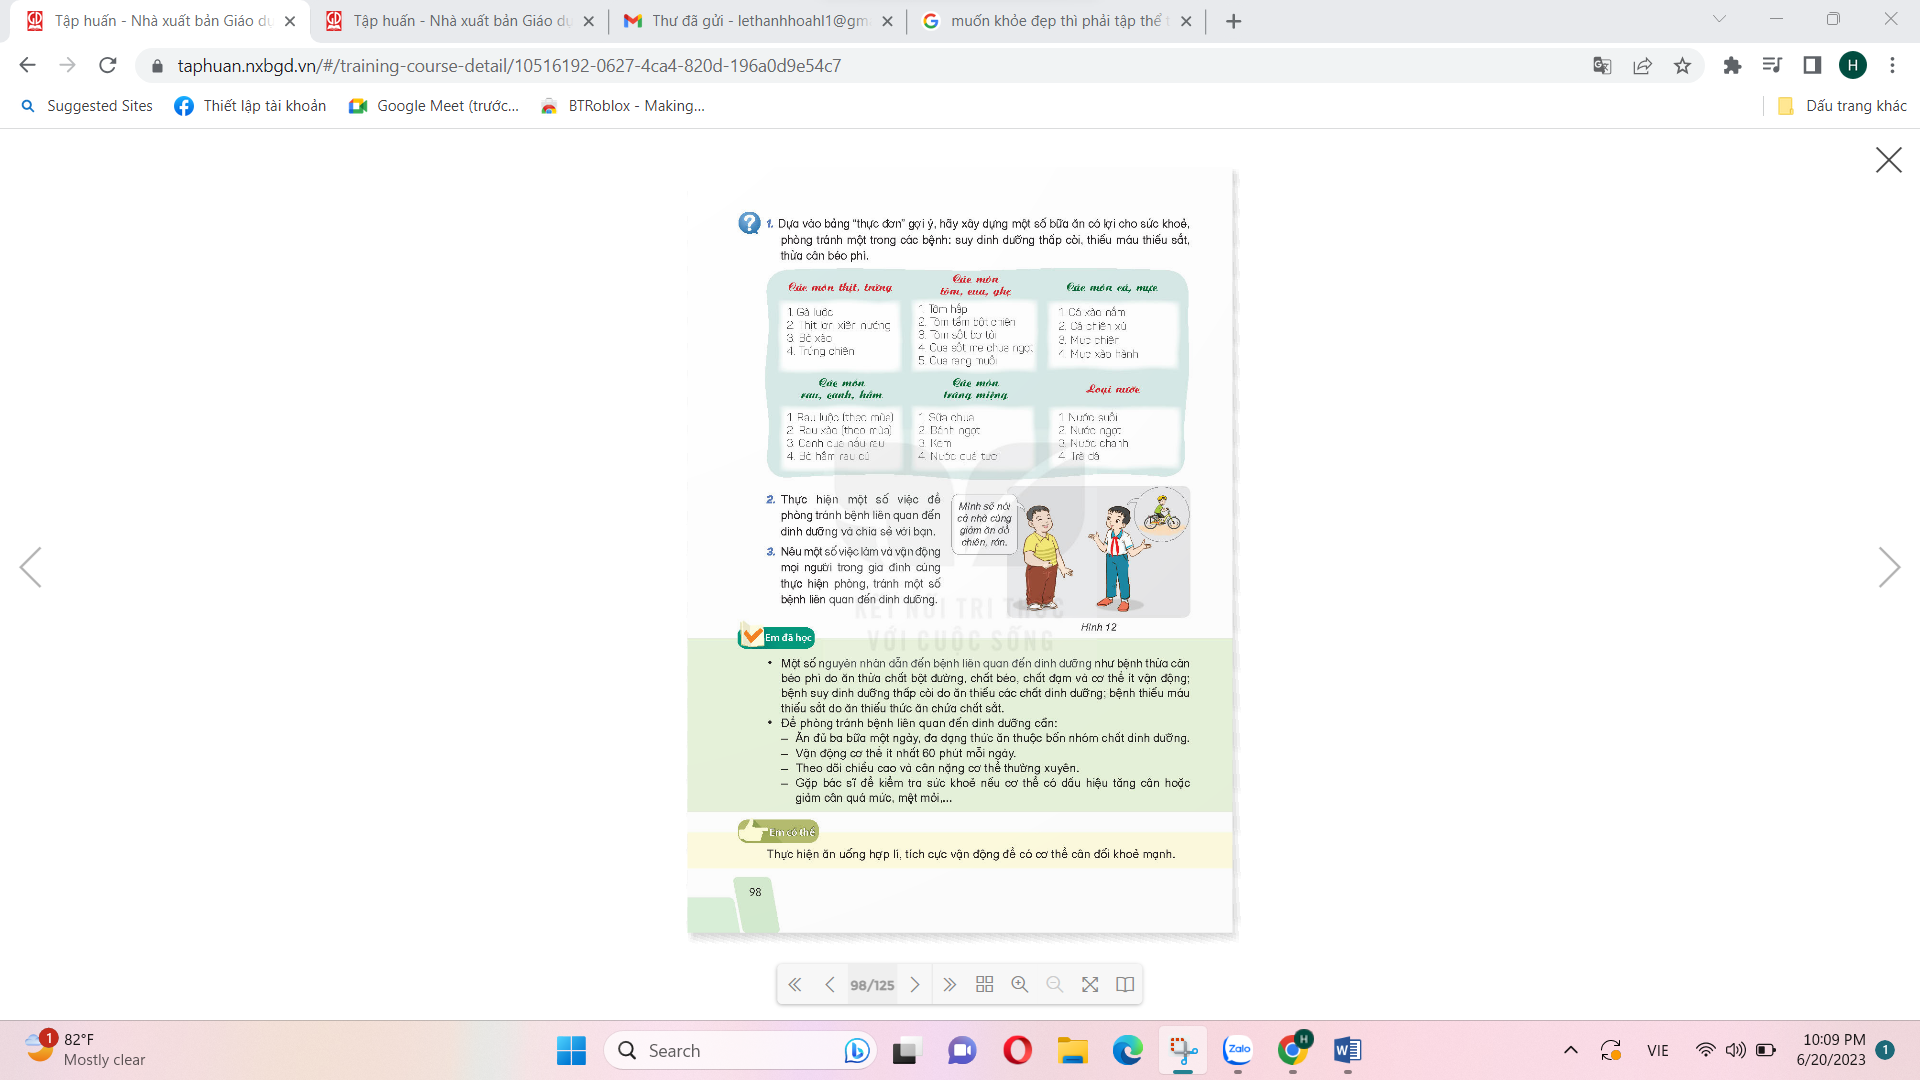 Tập huấn - Nhà xuất bản Giáo dụ
Tập huấn - Nhà xuất bản Giáo dụ
Thư đã gửi - lethanhhoahl1@gma
muốn khỏe đẹp thì phải tập thể t
taphuan.nxbgd.vn/#/training-course-detail/10516192-0627-4ca4-820d-196a0d9e54c7
H
Suggested Sites
Thiết lập tài khoản
Google Meet (trước...
BTRoblox - Making...
Dấu trang khác
1. Dựa vào bảng "thực đơn" gợi ý, hãy xây dựng một số bữa ăn có lợi cho sức khoẻ,
phòng tránh một trong các bệnh: suy dinh dưỡng thấp còi, thiếu máu thiếu sắt,
thừa cân béo phì.
Các món thịt, trứng
1. Gà luộc
2. Thịt lợn xiên nướng
3. Bò xào
4. Trứng chiên
Các món
tôm, cua, ghẹ
1. Tôm hấp
2. Tôm tẩm bột chiên
3. Tôm sốt bơ tỏi
4. Cua sốt me chua ngọt
5. Cua rang muối
Các món cá, mực
1. Cá xào nấm
2. Cá chiên xù
3. Mực chiên
4. Mực xào hành
Các món
rau, canh, hầm
1. Rau luộc (theo mùa)
2. Rau xào (theo mùa)
3. Canh cua nấu rau
4. Bò hầm rau củ
Các món
tráng miệng
1. Sữa chua
2. Bánh ngọt
3. Kem
4. Nước quả tươi
Loại nước
1. Nước suối
2. Nước ngọt
3. Nước chanh
4. Trà đá
2. Thực hiện một số việc để
phòng tránh bệnh liên quan đến
dinh dưỡng và chia sẻ với bạn.
3. Nêu một số việc làm và vận động
mọi người trong gia đình cùng
thực hiện phòng, tránh một số
bệnh liên quan đến dinh dưỡng.
Mình sẽ nói
cả nhà cùng
giảm ăn đồ
chiên, rán.
Hình 12
KẾT NỐI TRI THỨC
VỚI CUỘC SỐNG
Em đã học
• Một số nguyên nhân dẫn đến bệnh liên quan đến dinh dưỡng như bệnh thừa cân
béo phì do ăn thừa chất bột đường, chất béo, chất đạm và cơ thể ít vận động;
bệnh suy dinh dưỡng thấp còi do ăn thiếu các chất dinh dưỡng; bệnh thiếu máu
thiếu sắt do ăn thiếu thức ăn chứa chất sắt.
• Để phòng tránh bệnh liên quan đến dinh dưỡng cần:
– Ăn đủ ba bữa một ngày, đa dạng thức ăn thuộc bốn nhóm chất dinh dưỡng.
– Vận động cơ thể ít nhất 60 phút mỗi ngày.
– Theo dõi chiều cao và cân nặng cơ thể thường xuyên.
– Gặp bác sĩ để kiểm tra sức khoẻ nếu cơ thể có dấu hiệu tăng cân hoặc
giảm cân quá mức, mệt mỏi,...
Em có thể
Thực hiện ăn uống hợp lí, tích cực vận động để có cơ thể cân đối khoẻ mạnh.
98
98/125
1
82°F
Mostly clear
Search
Zalo
H
VIE
10:09 PM
6/20/2023
1